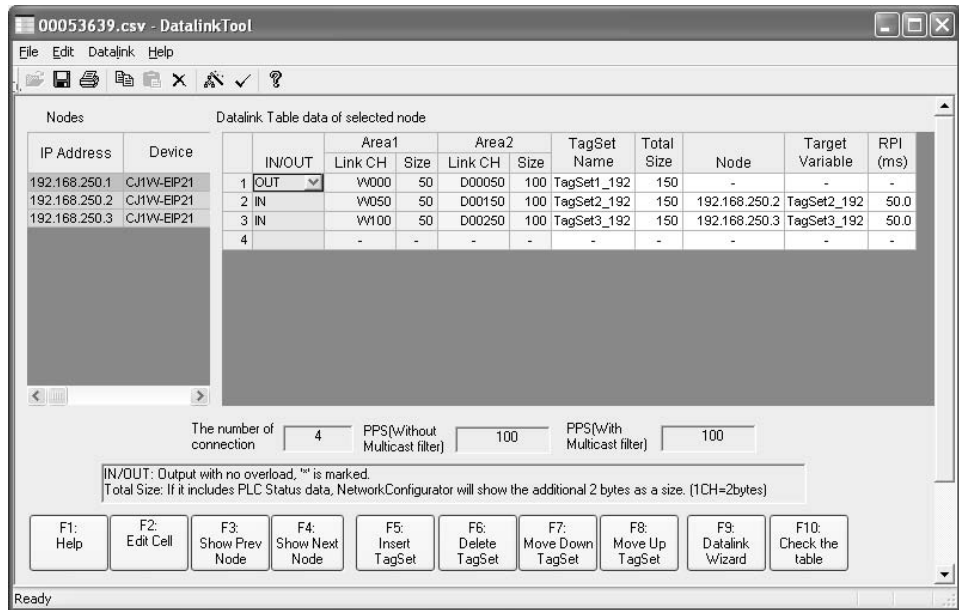 00053639.csv - DatalinkTool
File Edit Datalink Help
Nodes Datalink Table data of selected node
IP Address Device
192.168.250.1 CJ1W-EIP21
192.168.250.2 CJ1W-EIP21
192.168.250.3 CJ1W-EIP21
Area1 Area2 TagSet Total Target RPI
IN/OUT Link CH Size Link CH Size Name Size Node Variable (ms)
1 OUT W000 50 D00050 100 TagSet1_192 150 - - -
2 IN W050 50 D00150 100 TagSet2_192 150 192.168.250.2 TagSet2_192 50.0
3 IN W100 50 D00250 100 TagSet3_192 150 192.168.250.3 TagSet3_192 50.0
4 - - - - - - - - -
The number of connection 4 PPS(Without Multicast filter) 100 PPS(With Multicast filter) 100
IN/OUT: Output with no overload, '*' is marked.
Total Size: If it includes PLC Status data, NetworkConfigurator will show the additional 2 bytes as a size. (1CH=2bytes)
F1: Help
F2: Edit Cell
F3: Show Prev Node
F4: Show Next Node
F5: Insert TagSet
F6: Delete TagSet
F7: Move Down TagSet
F8: Move Up TagSet
F9: Datalink Wizard
F10: Check the table
Ready